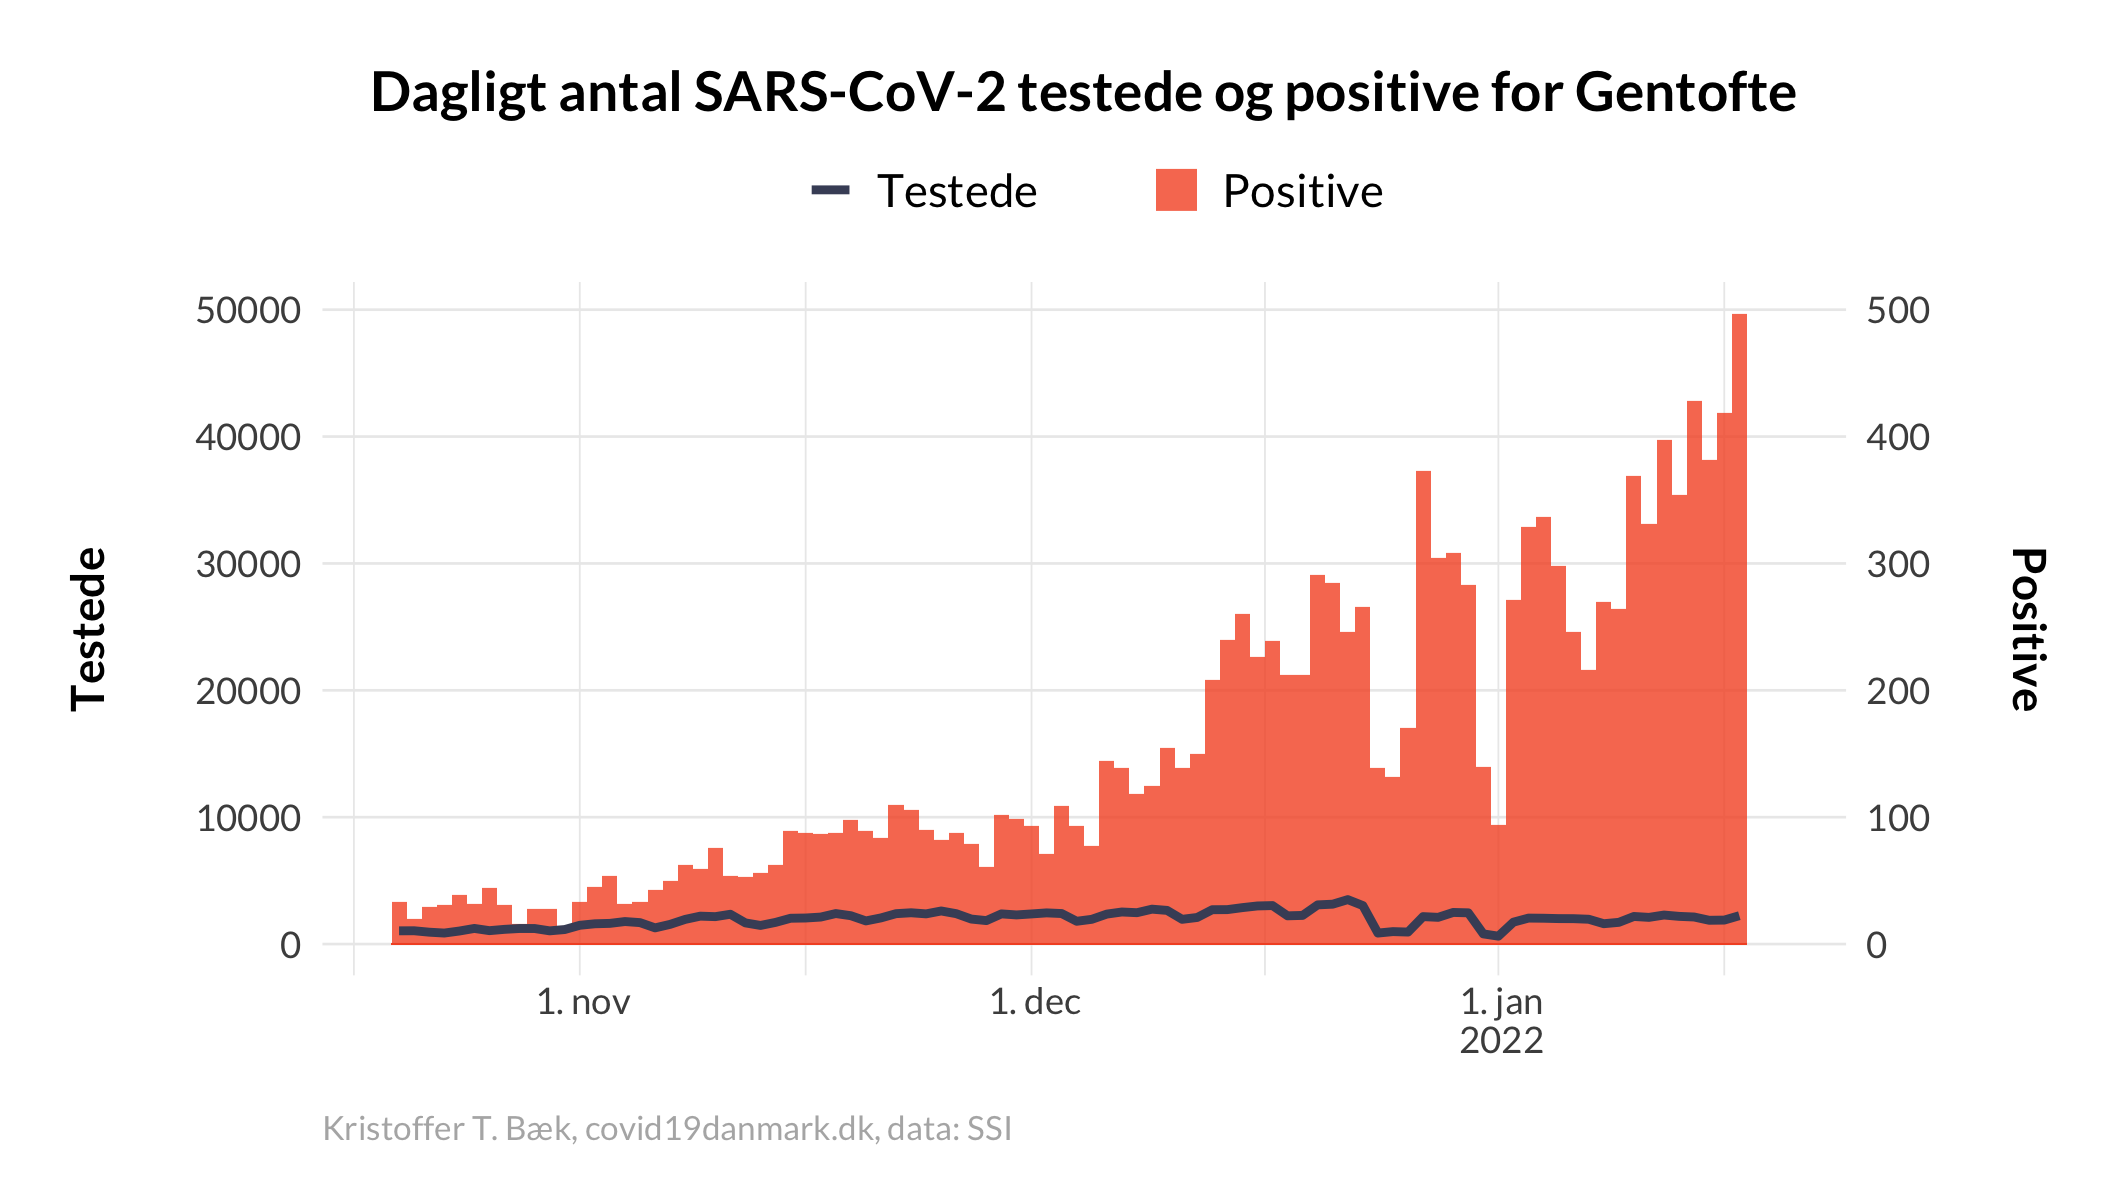 Dagligt antal SARS-CoV-2 testede og positive for Gentofte
Testede
Positive
50000
40000
30000
20000
10000
0
500
400
300
200
100
0
Testede
Positive
1. nov
1. dec
1. jan
2022
Kristoffer T. Bæk, covid19danmark.dk, data: SSI